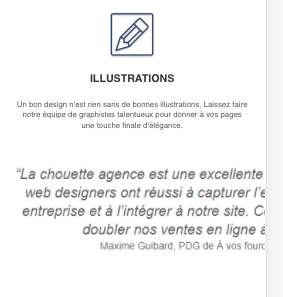 ILLUSTRATIONS
Un bon design n'est rien sans de bonnes illustrations. Laissez faire
notre équipe de graphistes talentueux pour donner à vos pages
une touche finale d'élégance.
“La chouette agence est une excellente
web designers ont réussi à capturer
entreprise et à l'intégrer à notre site.
doubler nos ventes en ligne
Maxime Guibard, PDG de À vos